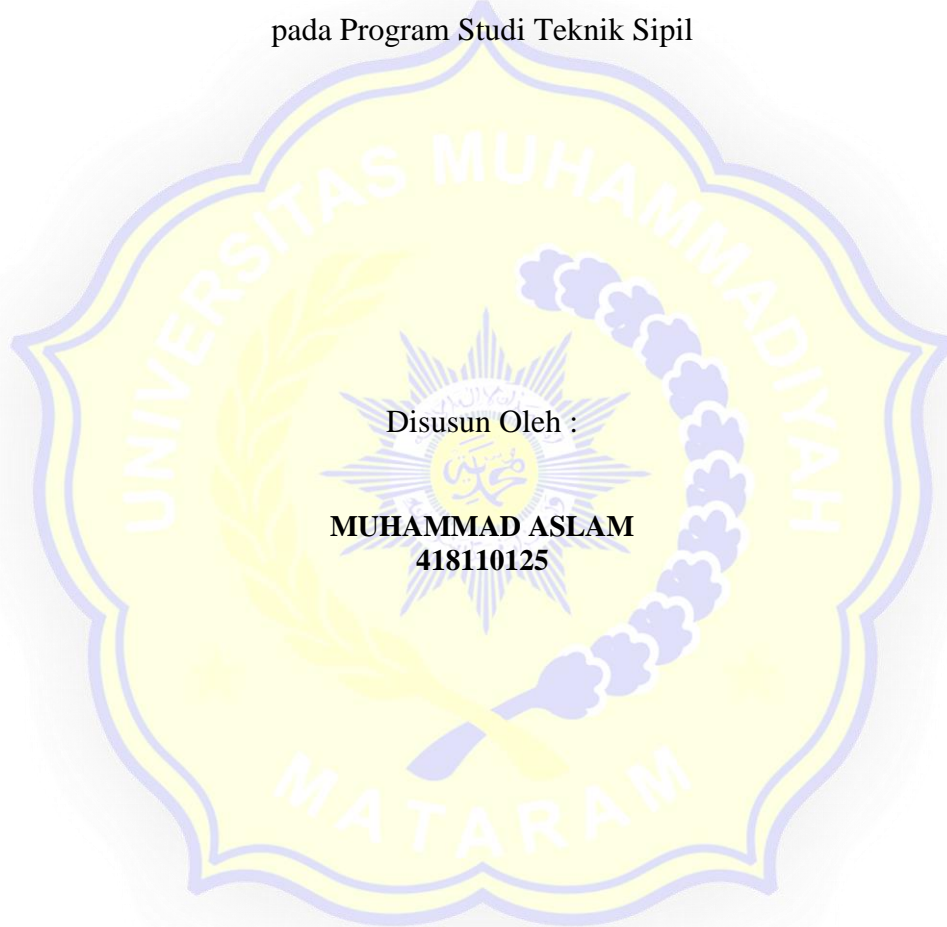 pada Program Studi Teknik Sipil
UNIVERSITAS MUHAMMADIYAH
Disusun Oleh :
MUHAMMAD ASLAM
418110125
MATARAM